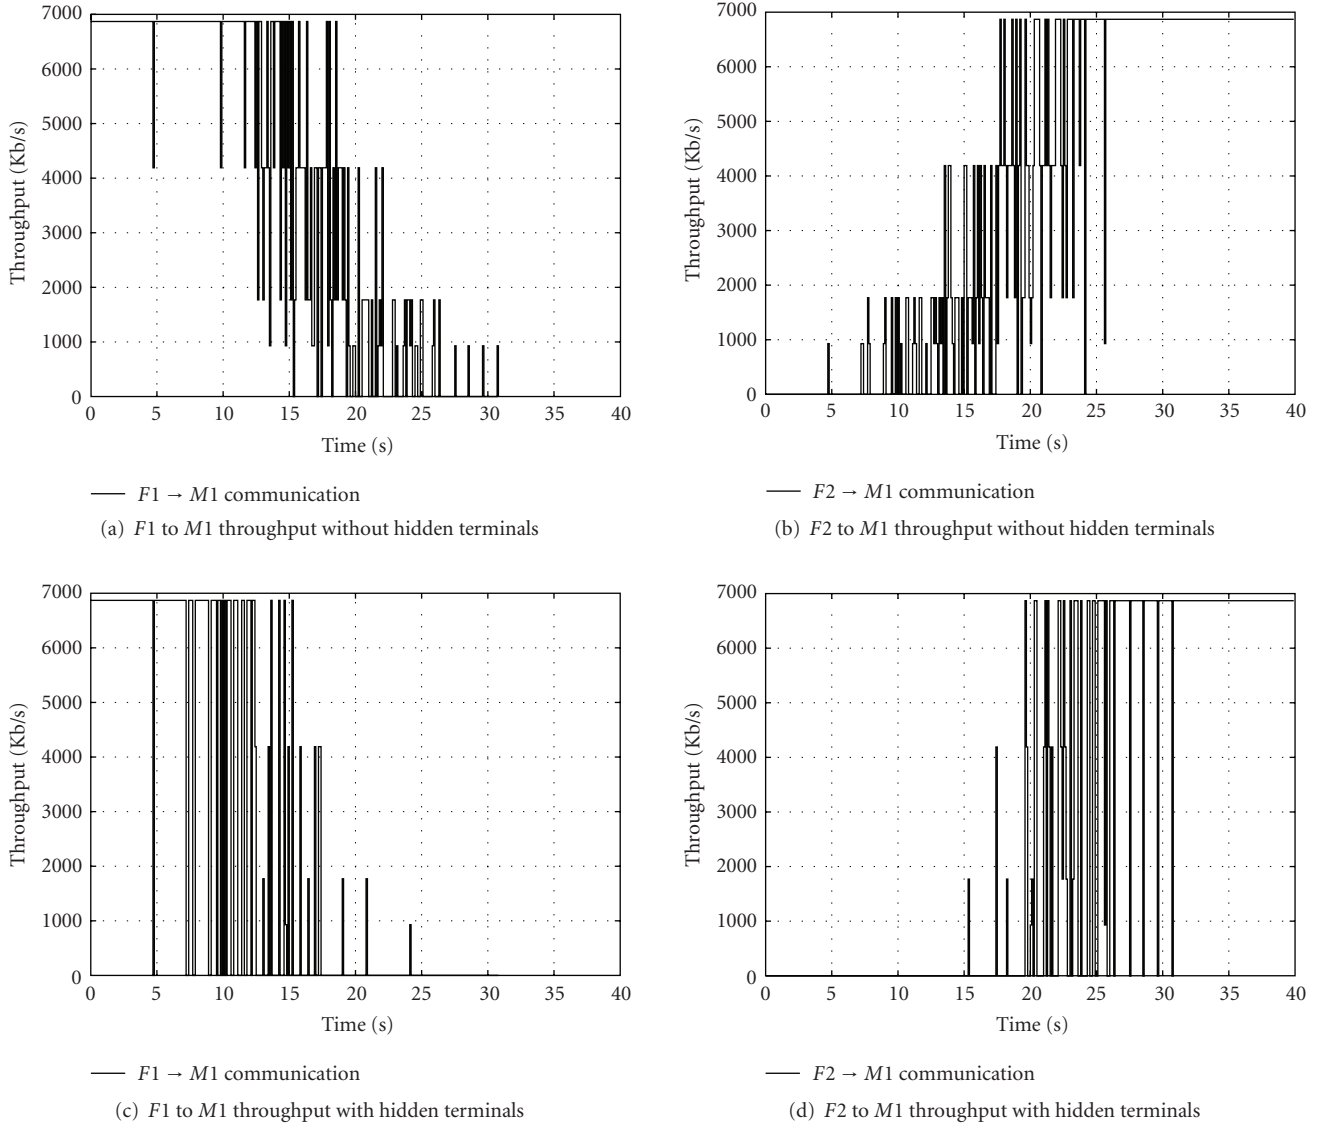 7000
6000
5000
4000
3000
2000
1000
0
Throughput (Kb/s)
0 5 10 15 20 25 30 35 40
Time (s)
F1 → M1 communication
(a) F1 to M1 throughput without hidden terminals
7000
6000
5000
4000
3000
2000
1000
0
Throughput (Kb/s)
0 5 10 15 20 25 30 35 40
Time (s)
F2 → M1 communication
(b) F2 to M1 throughput without hidden terminals
7000
6000
5000
4000
3000
2000
1000
0
Throughput (Kb/s)
0 5 10 15 20 25 30 35 40
Time (s)
F1 → M1 communication
(c) F1 to M1 throughput with hidden terminals
7000
6000
5000
4000
3000
2000
1000
0
Throughput (Kb/s)
0 5 10 15 20 25 30 35 40
Time (s)
F2 → M1 communication
(d) F2 to M1 throughput with hidden terminals